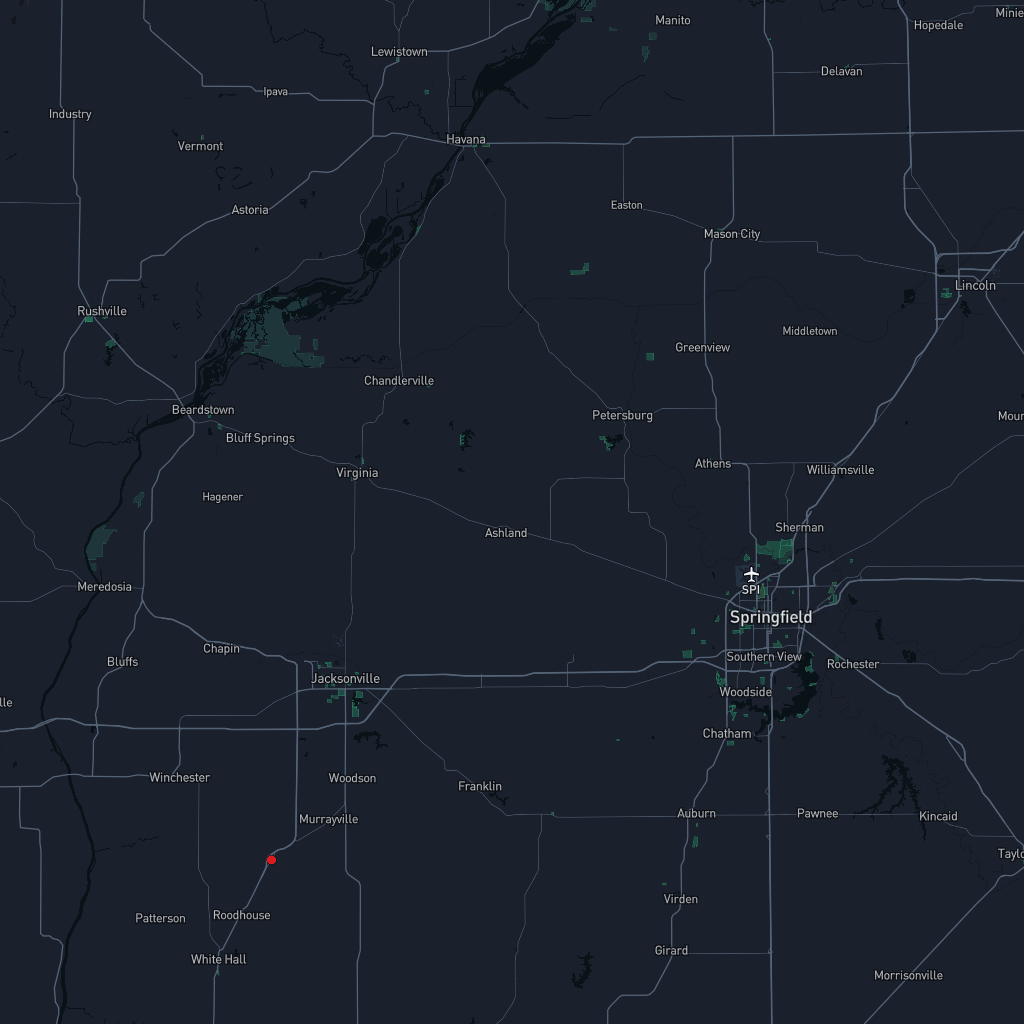 Manito
Minie
Hopedale
Lewistown
Delavan
Ipava
Industry
Havana
Vermont
Easton
Astoria
Mason City
Lincoln
Rushville
Middletown
Greenview
Chandlerville
Beardstown
Petersburg
Moun
Bluff Springs
Athens
Williamsville
Virginia
Hagener
Sherman
Ashland
Meredosia
SPI
Springfield
Chapin
Southern View
Bluffs
Rochester
Jacksonville
Woodside
lle
Chatham
Winchester
Woodson
Franklin
Auburn
Pawnee
Kincaid
Murrayville
Taylo
Virden
Roodhouse
Patterson
Girard
White Hall
Morrisonville